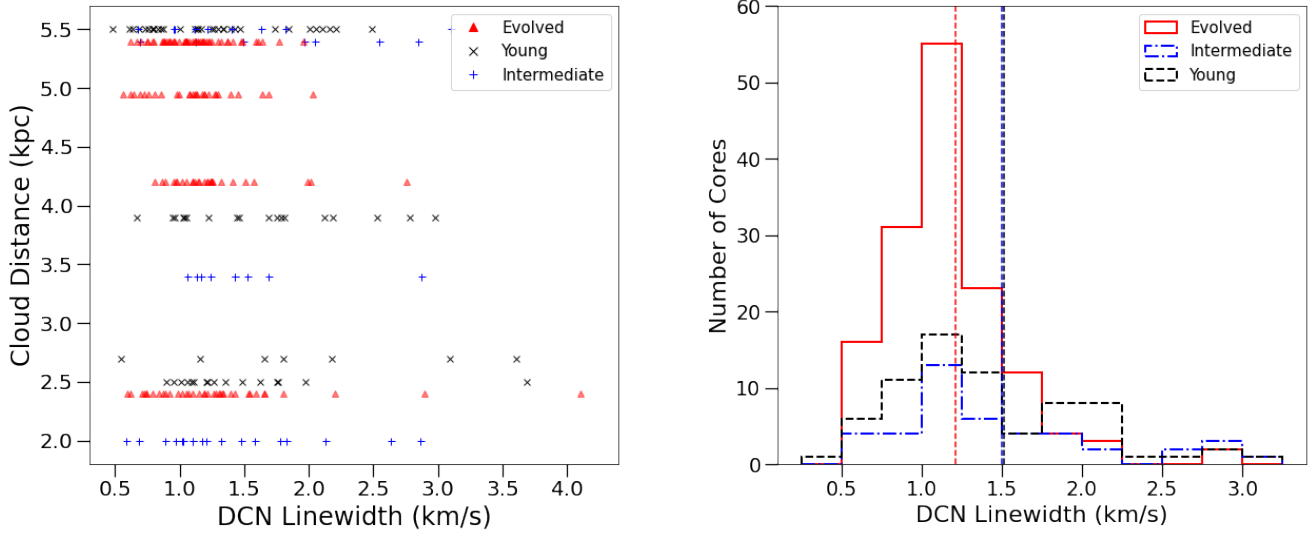 5.5
5.0
4.5
4.0
3.5
3.0
2.5
2.0
Cloud Distance (kpc)
0.5 1.0 1.5 2.0 2.5 3.0 3.5 4.0
DCN Linewidth (km/s)
Evolved
Young
Intermediate
60
50
40
30
20
10
0
Number of Cores
0.5 1.0 1.5 2.0 2.5 3.0
DCN Linewidth (km/s)
Evolved
Intermediate
Young